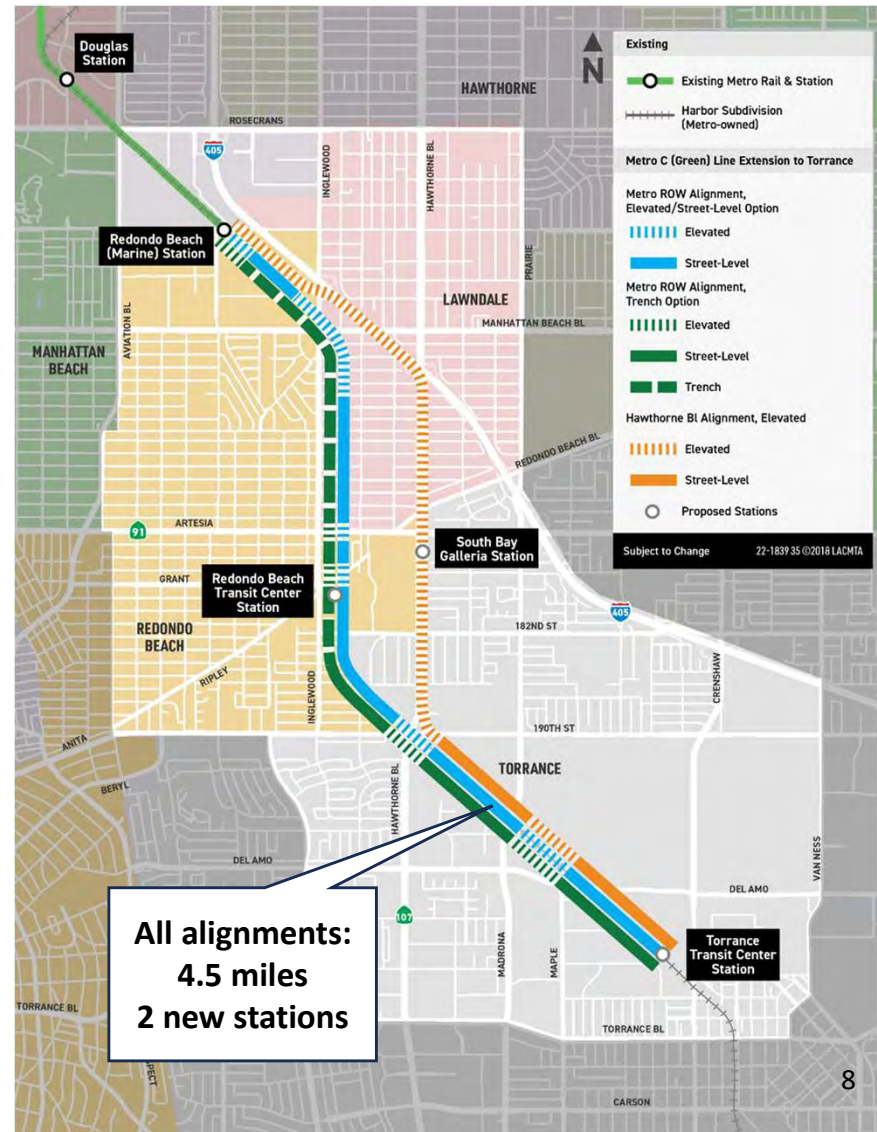 Douglas
Station
N
HAWTHORNE
ROSECRANS
405
INGLEWOOD
HAWTHORNE BL
PRAIRIE
Redondo Beach
(Marine) Station
AVIATION BL
LAWNDALE
MANHATTAN BEACH BL
MANHATTAN
BEACH
REDONDO BEACH BL
ARTESIA
91
South Bay
Galleria Station
GRANT
Redondo Beach
Transit Center
Station
405
182ND ST
REDONDO
BEACH
RIPLEY
INGLEWOOD
CRENSHAW
190TH ST
ANITA
TORRANCE
BERYL
HAWTHORNE BL
VAN NESS
DEL AMO
DEL AMO
107
MADRONA
MAPLE
Torrance
Transit Center
Station
TORRANCE BL
TORRANCE BL
CARSON
All alignments:
4.5 miles
2 new stations
Existing
Existing Metro Rail & Station
Harbor Subdivision
(Metro-owned)
Metro C (Green) Line Extension to Torrance
Metro ROW Alignment,
Elevated/Street-Level Option
Elevated
Street-Level
Metro ROW Alignment,
Trench Option
Elevated
Street-Level
Trench
Hawthorne Bl Alignment, Elevated
Elevated
Street-Level
Proposed Stations
Subject to Change 22-1839 35 ©2018 LACMTA
8